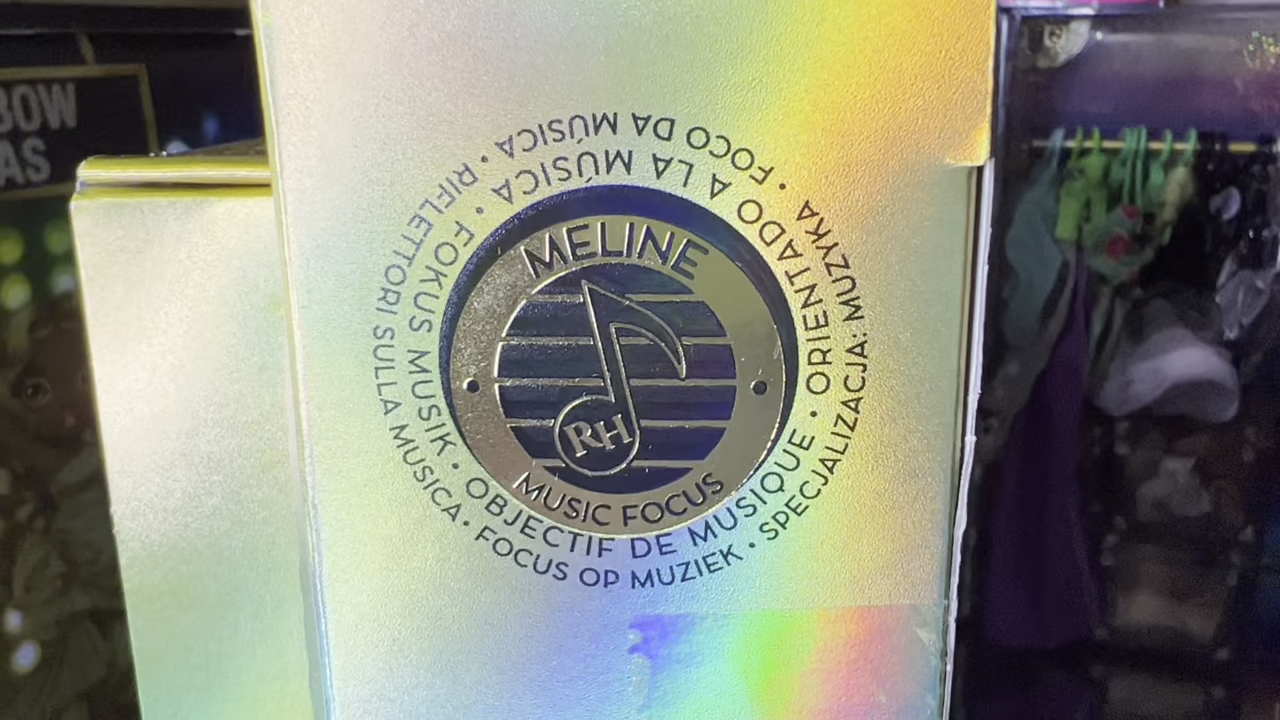 BOW
AS
MELINE
RH
MUSIC FOCUS
OBJECTIF DE MUSIQUE • ORIENTADO A LA MÚSICA • FOKUS MUSIK •
FOCUS OP MUZIEK • SPECJALIZACJA: MUZYKA • FOCO DA MÚSICA • RIFLETTORI SULLA MUSICA •